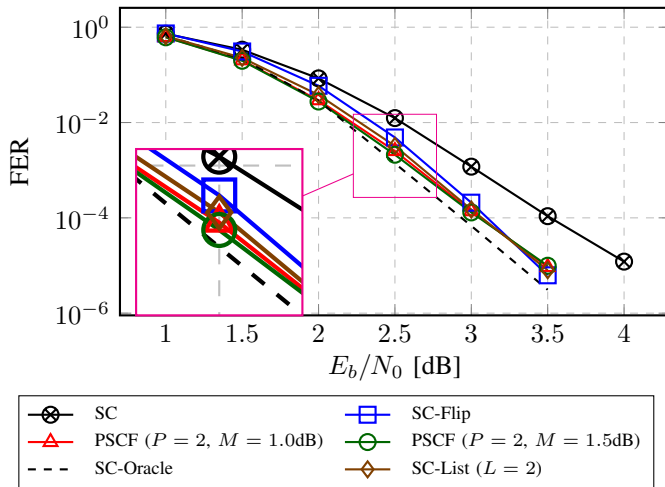 10^0
10^−2
10^−4
10^−6
FER
1 1.5 2 2.5 3 3.5 4
E_b/N_0 [dB]
SC SC-Flip
PSCF (P = 2, M = 1.0dB) PSCF (P = 2, M = 1.5dB)
SC-Oracle SC-List (L = 2)